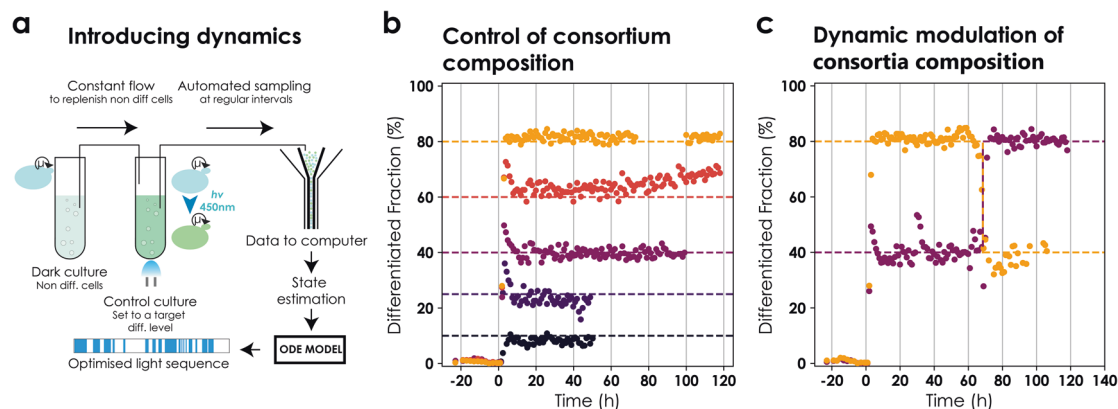 a
Introducing dynamics
Constant flow
to replenish non diff cells
Automated sampling
at regular intervals
μ
μ
hv
450nm
μ
Data to computer
Dark culture
Non diff. cells
Control culture
Set to a target
diff. level
State
estimation
ODE MODEL
Optimised light sequence
b
Control of consortium
composition
Differentiated Fraction (%)
100
80
60
40
20
0
-20 0 20 40 60 80 100 120
Time (h)
c
Dynamic modulation of
consortia composition
Differentiated Fraction (%)
100
80
60
40
20
0
-20 0 20 40 60 80 100 120 140
Time (h)